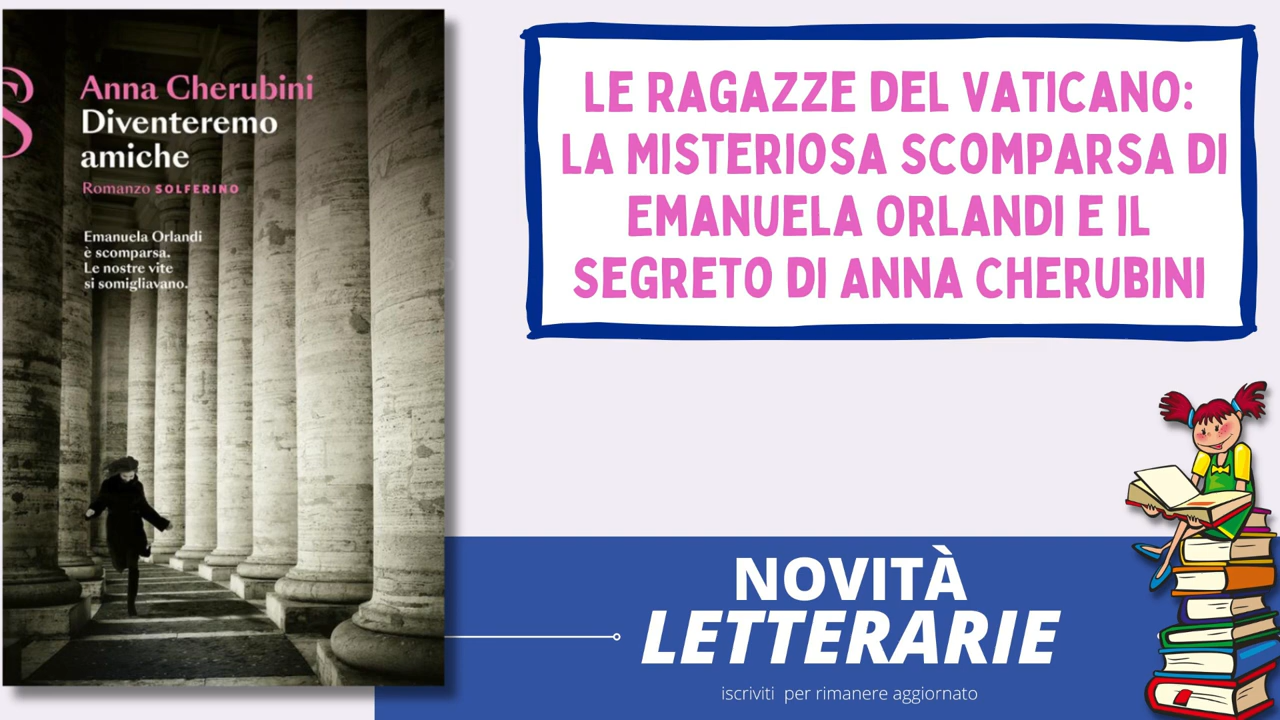 S
Anna Cherubini
Diventeremo
amiche
Romanzo SOLFERINO
Emanuela Orlandi
è scomparsa.
Le nostre vite
si somigliavano.
LE RAGAZZE DEL VATICANO:
LA MISTERIOSA SCOMPARSA DI
EMANUELA ORLANDI E IL
SEGRETO DI ANNA CHERUBINI
NOVITÀ
LETTERARIE
iscriviti per rimanere aggiornato